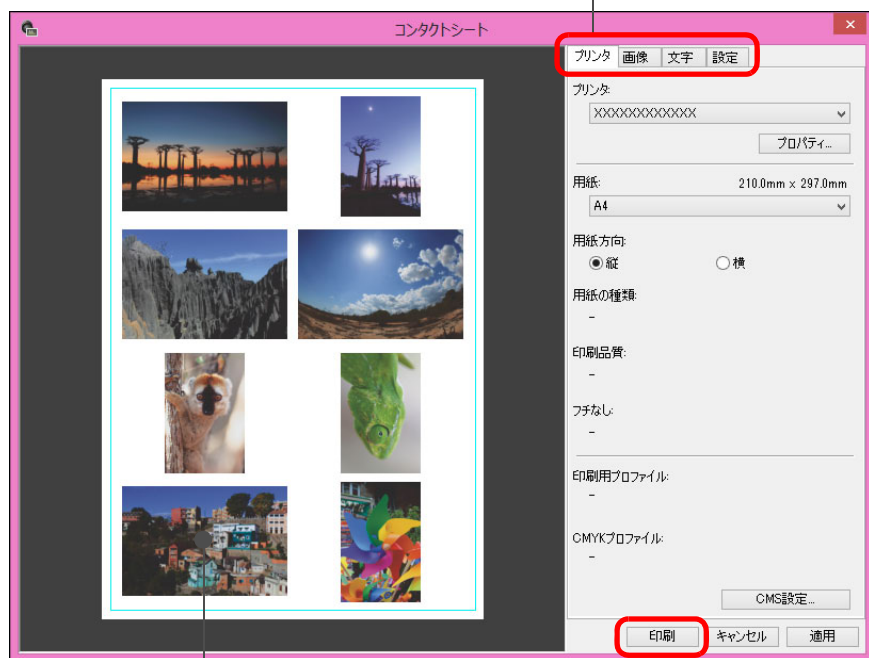 コンタクトシート
プリンタ 画像 文字 設定
プリンタ:
XXXXXXXXXXXX
プロパティ...
用紙: 210.0mm x 297.0mm
A4
用紙方向:
縦 横
用紙の種類:
-
印刷品質:
-
フチなし:
-
印刷用プロファイル:
-
CMYKプロファイル:
-
CMS設定...
印刷 キャンセル 適用